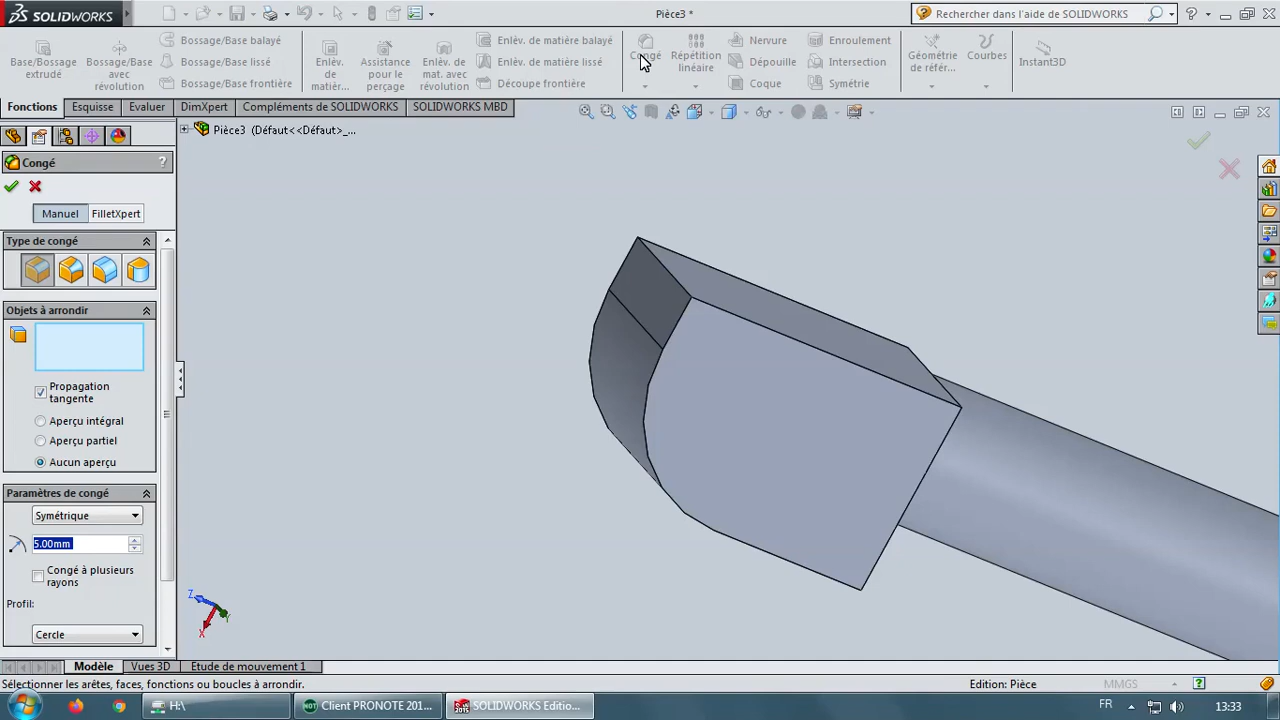 SOLIDWORKS
Pièce3 *
Rechercher dans l'aide de SOLIDWORKS
Base/Bossage
extrudé
Bossage/Base
avec
révolution
Bossage/Base balayé
Bossage/Base lissé
Bossage/Base frontière
Enlèv.
de
matièr...
Assistance
pour le
perçage
Enlèv. de
mat. avec
révolution
Enlèv. de matière balayé
Enlèv. de matière lissé
Découpe frontière
Congé
Répétition
linéaire
Nervure
Dépouille
Coque
Enroulement
Intersection
Symétrie
Géométrie
de référ...
Courbes
Instant3D
Fonctions
Esquisse
Evaluer
DimXpert
Compléments de SOLIDWORKS
SOLIDWORKS MBD
Pièce3 (Défaut<<Défaut>_...
Congé
?
Manuel
FilletXpert
Type de congé
Objets à arrondir
Propagation
tangente
Aperçu intégral
Aperçu partiel
Aucun aperçu
Paramètres de congé
Symétrique
5.00mm
Congé à plusieurs
rayons
Profil:
Cercle
Z
Y
X
Modèle
Vues 3D
Etude de mouvement 1
Sélectionner les arêtes, faces, fonctions ou boucles à arrondir.
Edition: Pièce
MMGS
H:\
Client PRONOTE 201...
SOLIDWORKS Editio...
FR
13:33